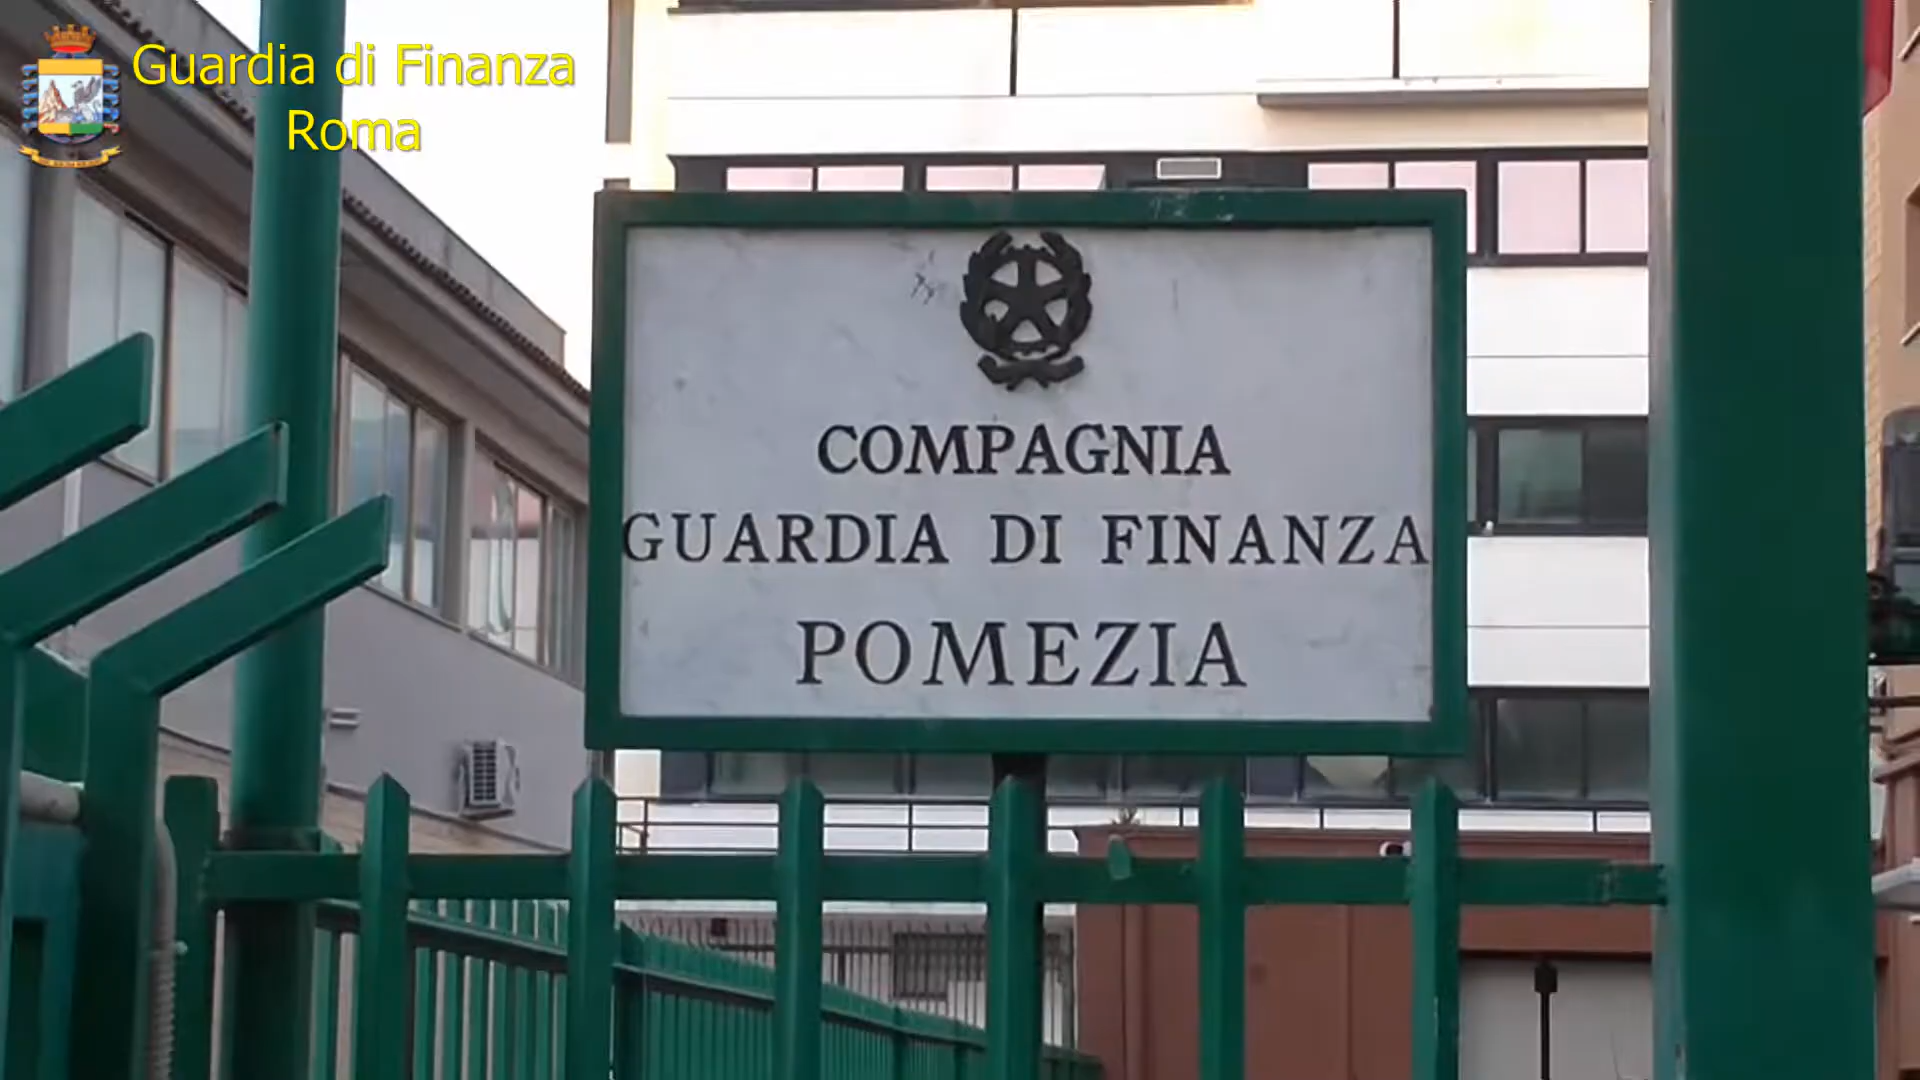 Guardia di Finanza
Roma
COMPAGNIA
GUARDIA DI FINANZA
POMEZIA